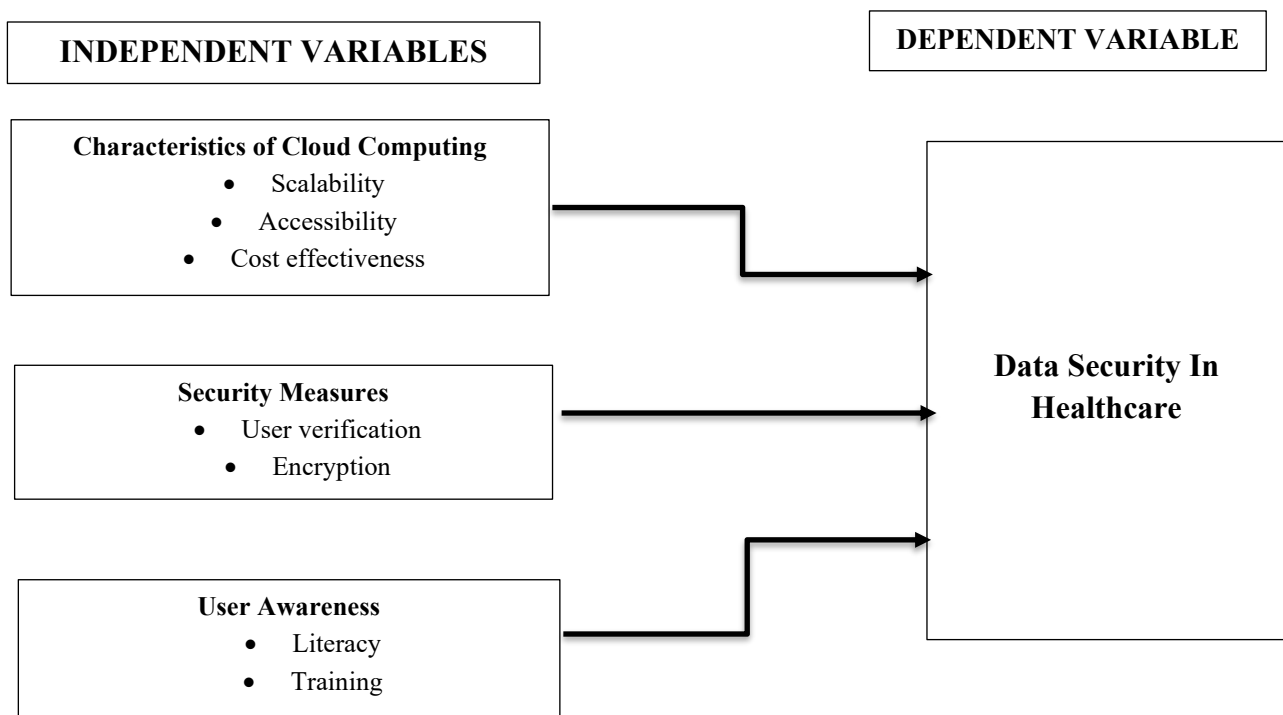 INDEPENDENT VARIABLES
DEPENDENT VARIABLE
Characteristics of Cloud Computing
• Scalability
• Accessibility
• Cost effectiveness
Security Measures
• User verification
• Encryption
User Awareness
• Literacy
• Training
Data Security In
Healthcare